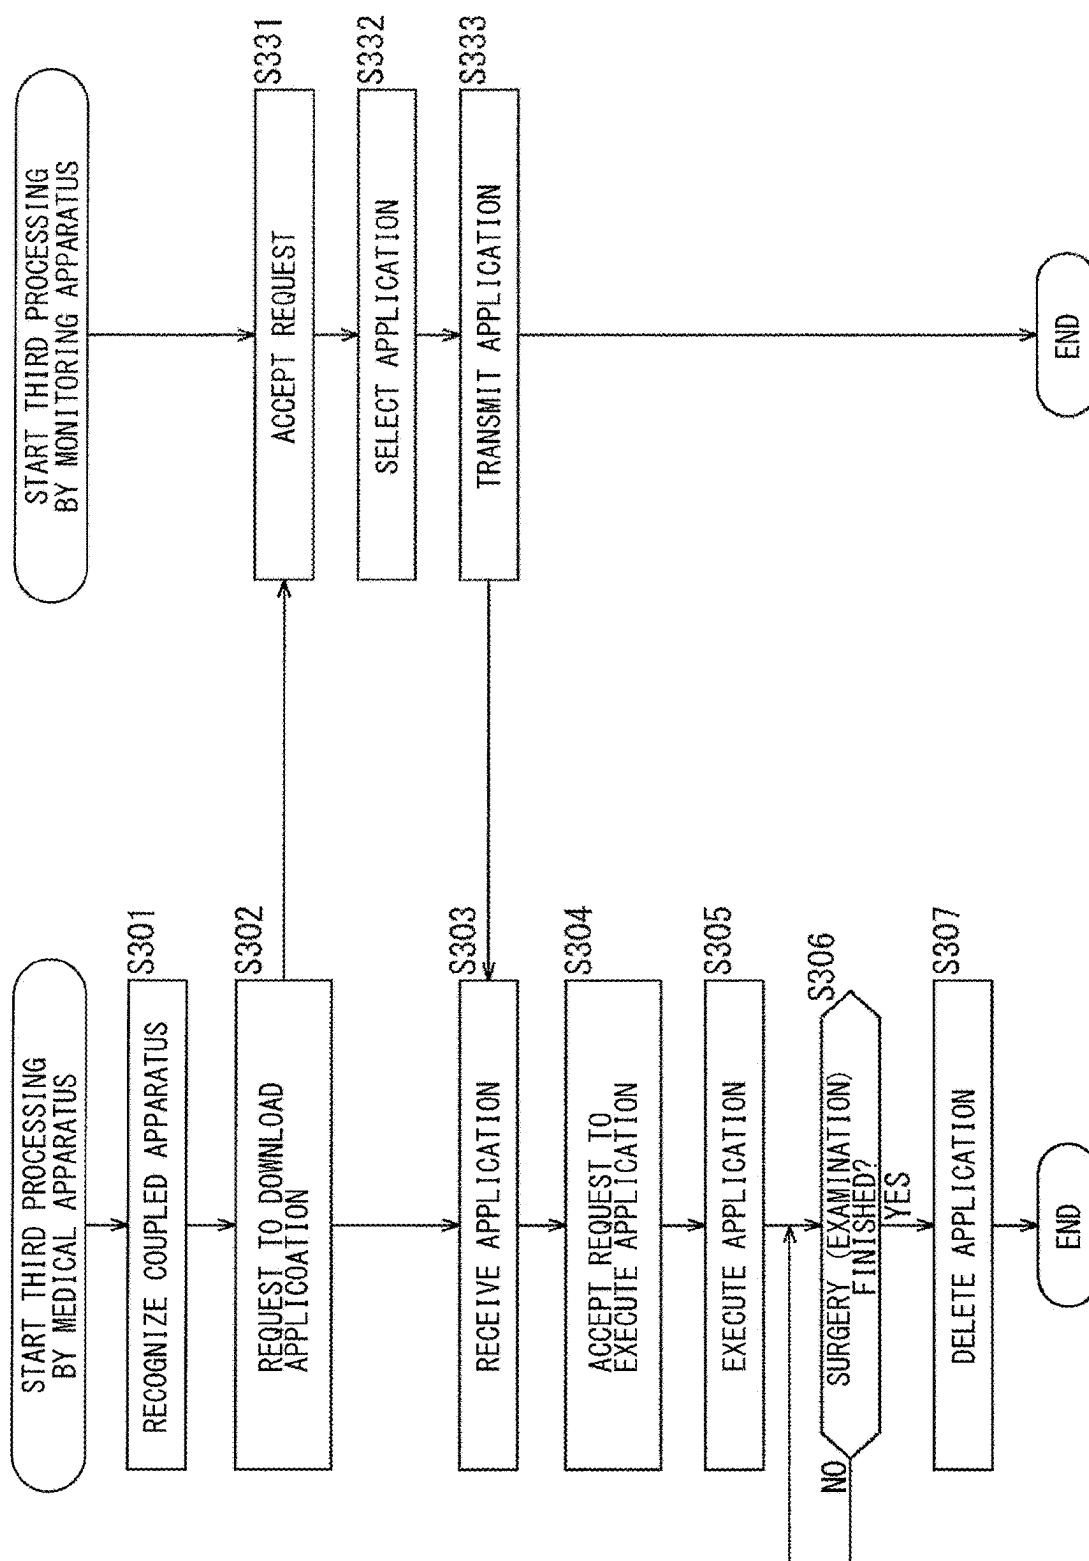 START THIRD PROCESSING
BY MEDICAL APPARATUS
RECOGNIZE COUPLED APPARATUS
S301
REQUEST TO DOWNLOAD
APPLICOATION
S302
RECEIVE APPLICATION
S303
ACCEPT REQUEST TO
EXECUTE APPLICATION
S304
EXECUTE APPLICATION
S305
SURGERY (EXAMINATION)
FINISHED?
S306
NO
YES
DELETE APPLICATION
S307
END
START THIRD PROCESSING
BY MONITORING APPARATUS
ACCEPT REQUEST
S331
SELECT APPLICATION
S332
TRANSMIT APPLICATION
S333
END